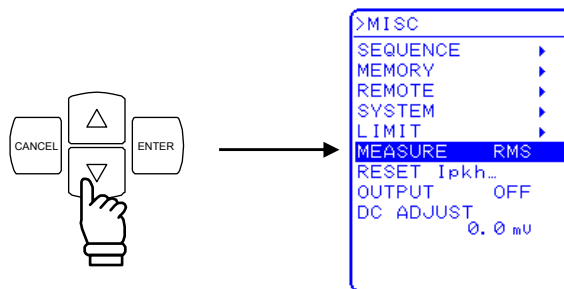 CANCEL
ENTER
>MISC
SEQUENCE
MEMORY
REMOTE
SYSTEM
LIMIT
MEASURE RMS
RESET Ipkh…
OUTPUT OFF
DC ADJUST
0.0 mV